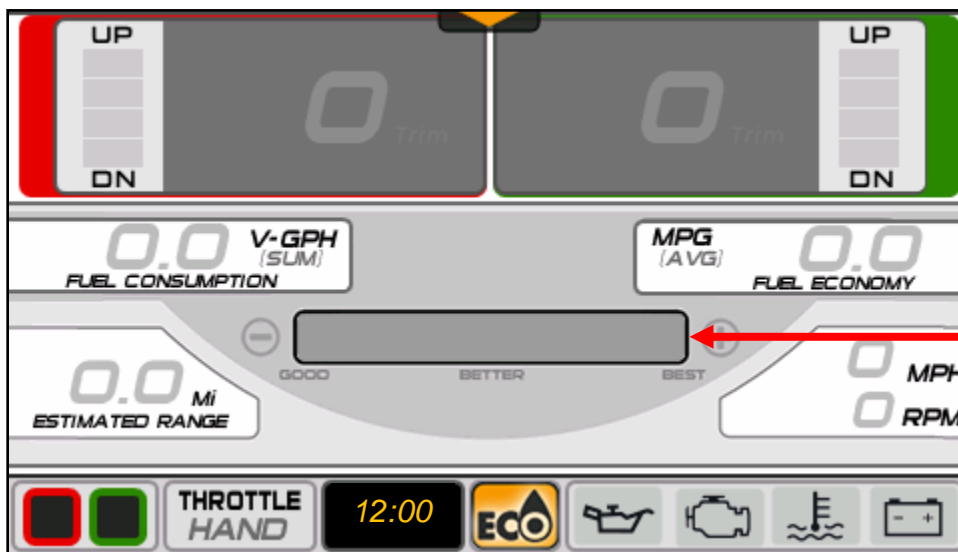 UP UP
0 Trim 0 Trim
DN DN
0.0 V-GPH MPG 0.0
(SUM) (AVG)
FUEL CONSUMPTION FUEL ECONOMY
GOOD BETTER BEST
0.0 Mi 0 MPH
ESTIMATED RANGE 0 RPM
THROTTLE 12:00 ECO
HAND